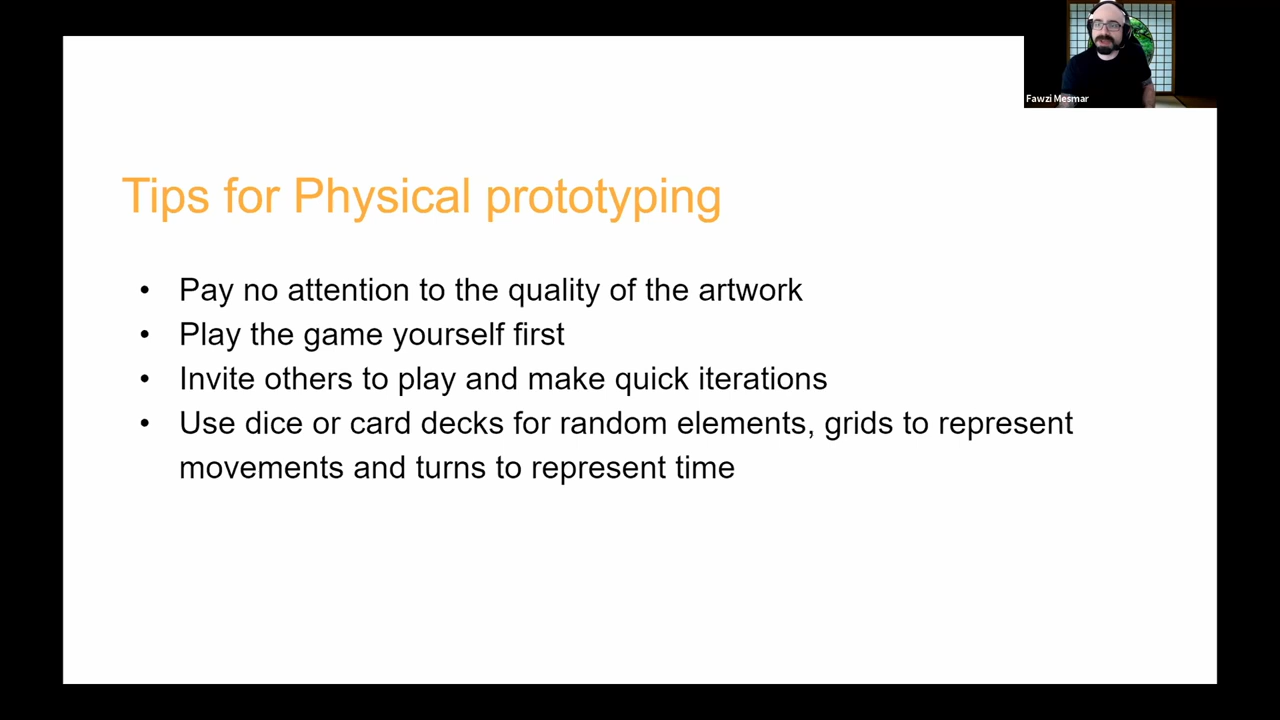 Fawzi Mesmar
Tips for Physical prototyping
• Pay no attention to the quality of the artwork
• Play the game yourself first
• Invite others to play and make quick iterations
• Use dice or card decks for random elements, grids to represent
movements and turns to represent time